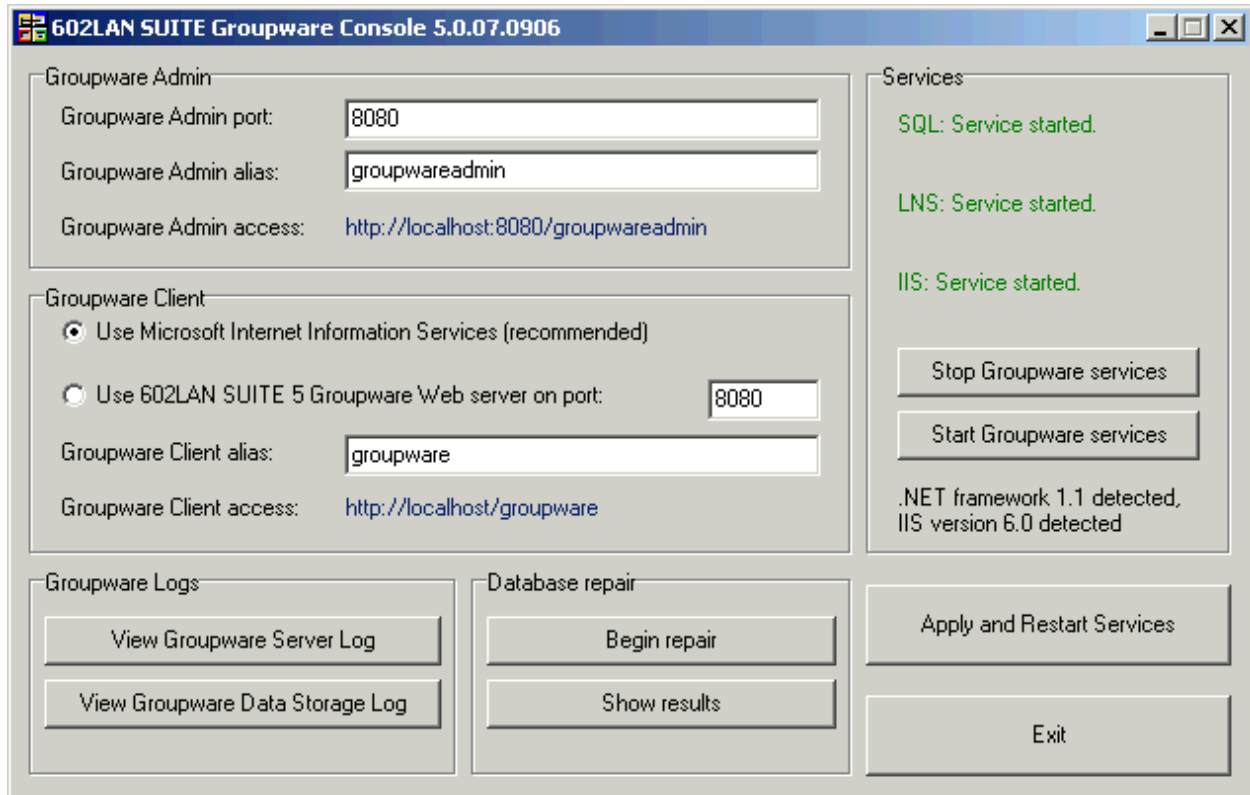 602LAN SUITE Groupware Console 5.0.07.0906
Groupware Admin
Groupware Admin port: 8080
Groupware Admin alias: groupwareadmin
Groupware Admin access: http://localhost:8080/groupwareadmin
Groupware Client
Use Microsoft Internet Information Services (recommended)
Use 602LAN SUITE 5 Groupware Web server on port: 8080
Groupware Client alias: groupware
Groupware Client access: http://localhost/groupware
Services
SQL: Service started.
LNS: Service started.
IIS: Service started.
Stop Groupware services
Start Groupware services
.NET framework 1.1 detected,
IIS version 6.0 detected
Groupware Logs
View Groupware Server Log
View Groupware Data Storage Log
Database repair
Begin repair
Show results
Apply and Restart Services
Exit